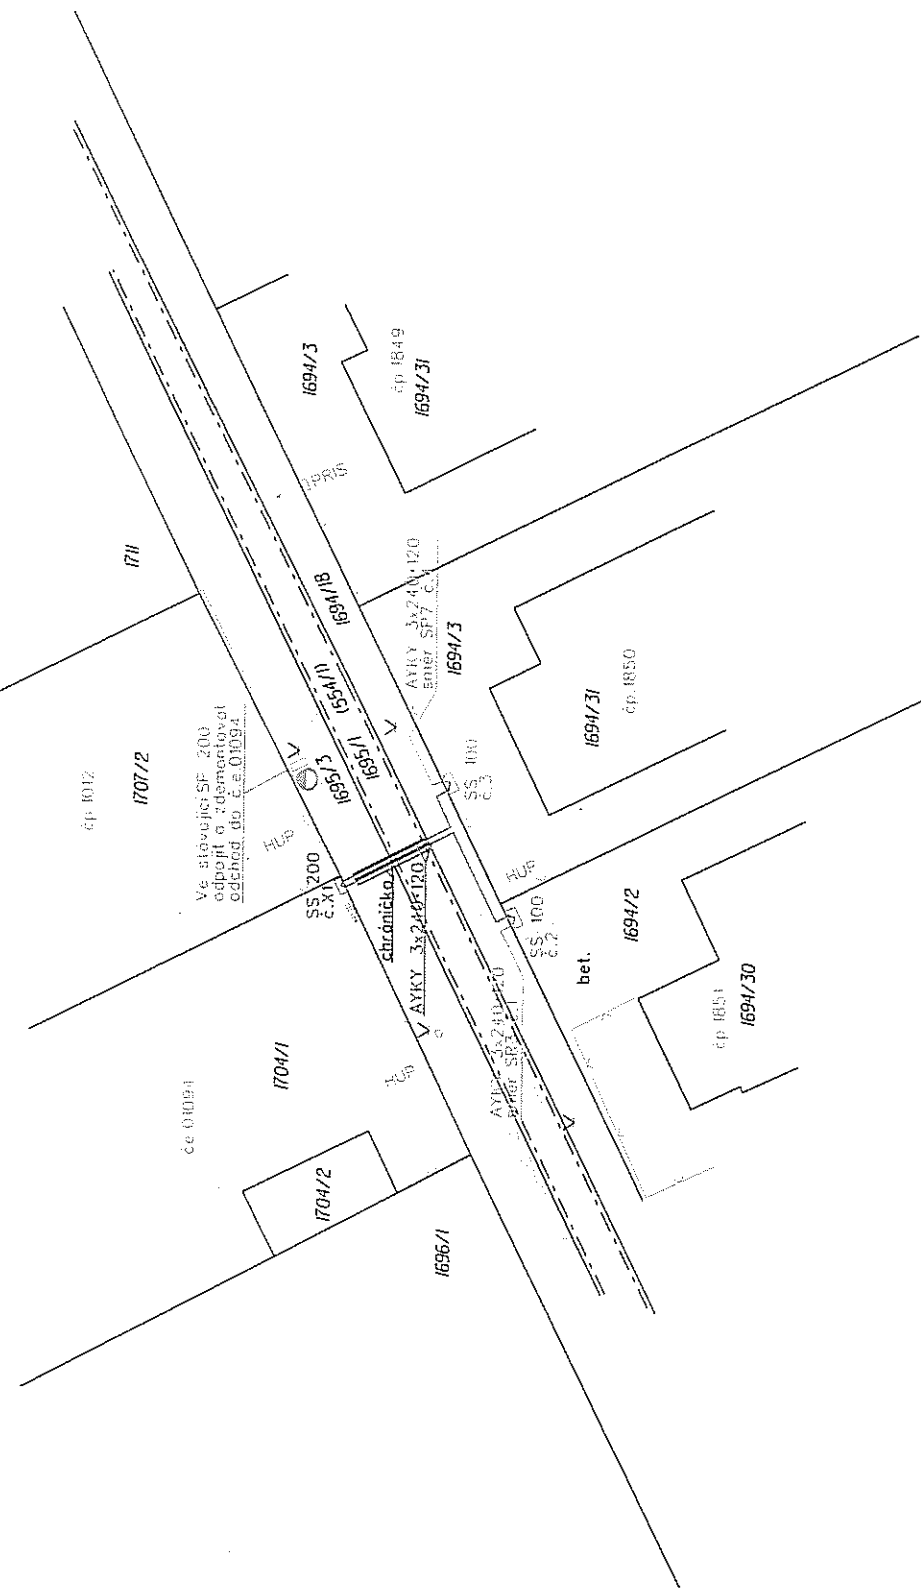 1711
1694/3
čp 1849
1694/31
OPRIS
čp. 1012
1707/2
Ve stávající SP 200
odpojit a zdemontovat
odchod do č.e.01094
HUP
1695/3
1695/1
(554/1)
1694/18
AYKY 3x240+120
směr SP7
1694/3
1694/31
čp.1850
SS 200
č.X1
chránička
AYKY 3x240+120
SS 100
č.3
HUP
SS 100
č.2
bet.
1694/2
čp 1851
1694/30
AYKY 3x240+120
směr SR3
HUP
če 01094
1704/1
1704/2
1696/1